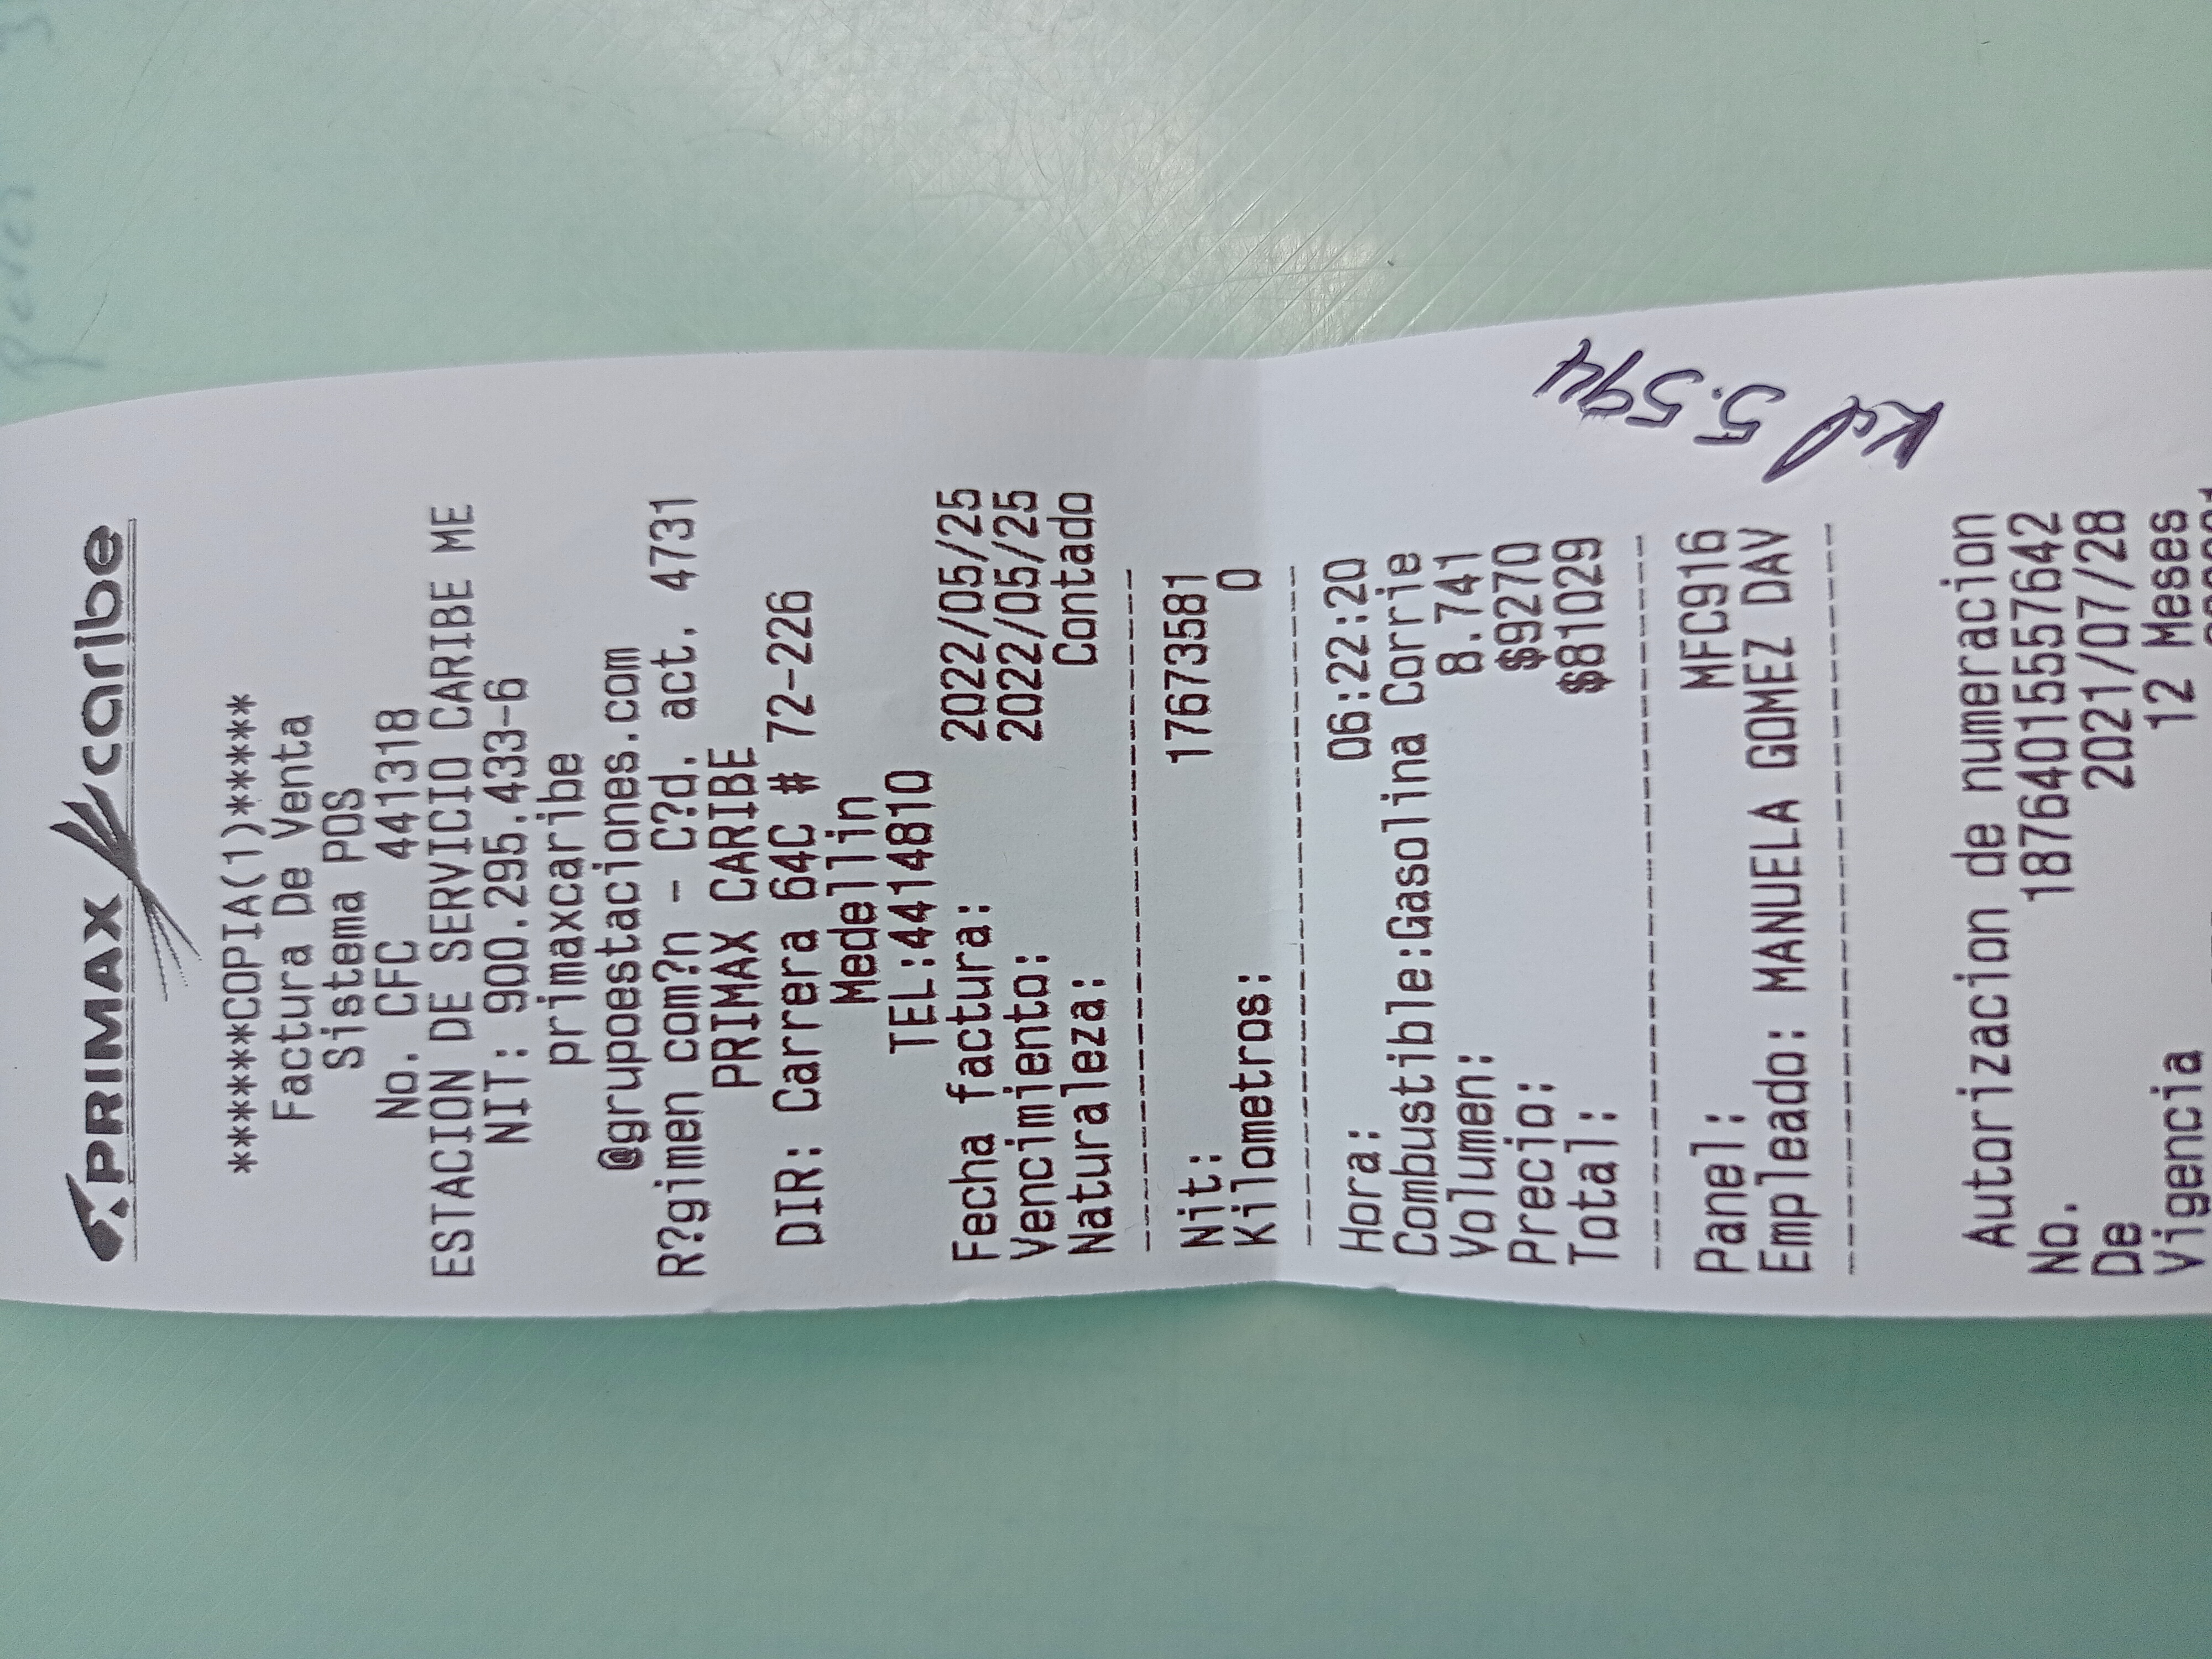 PRIMAX caribe
******COPIA(1)******
Factura De Venta
Sistema POS
No. CFC 441318
ESTACION DE SERVICIO CARIBE ME
NIT: 900.295.433-6
primaxcaribe
@grupoestaciones.com
R?gimen com?n - C?d. act. 4731
PRIMAX CARIBE
DIR: Carrera 64C # 72-226
Medellin
TEL:4414810
Fecha factura: 2022/05/25
Vencimiento: 2022/05/25
Naturaleza: Contado
Nit: 17673581
Kilometros: 0
Hora: 06:22:20
Combustible:Gasolina Corrie
Volumen: 8.741
Precio: $9270
Total: $81029
5.594
Panel: MFC916
Empleado: MANUELA GOMEZ DAV
Autorizacion de numeracion
No. 18764015557642
De 2021/07/28
Vigencia 12 Meses